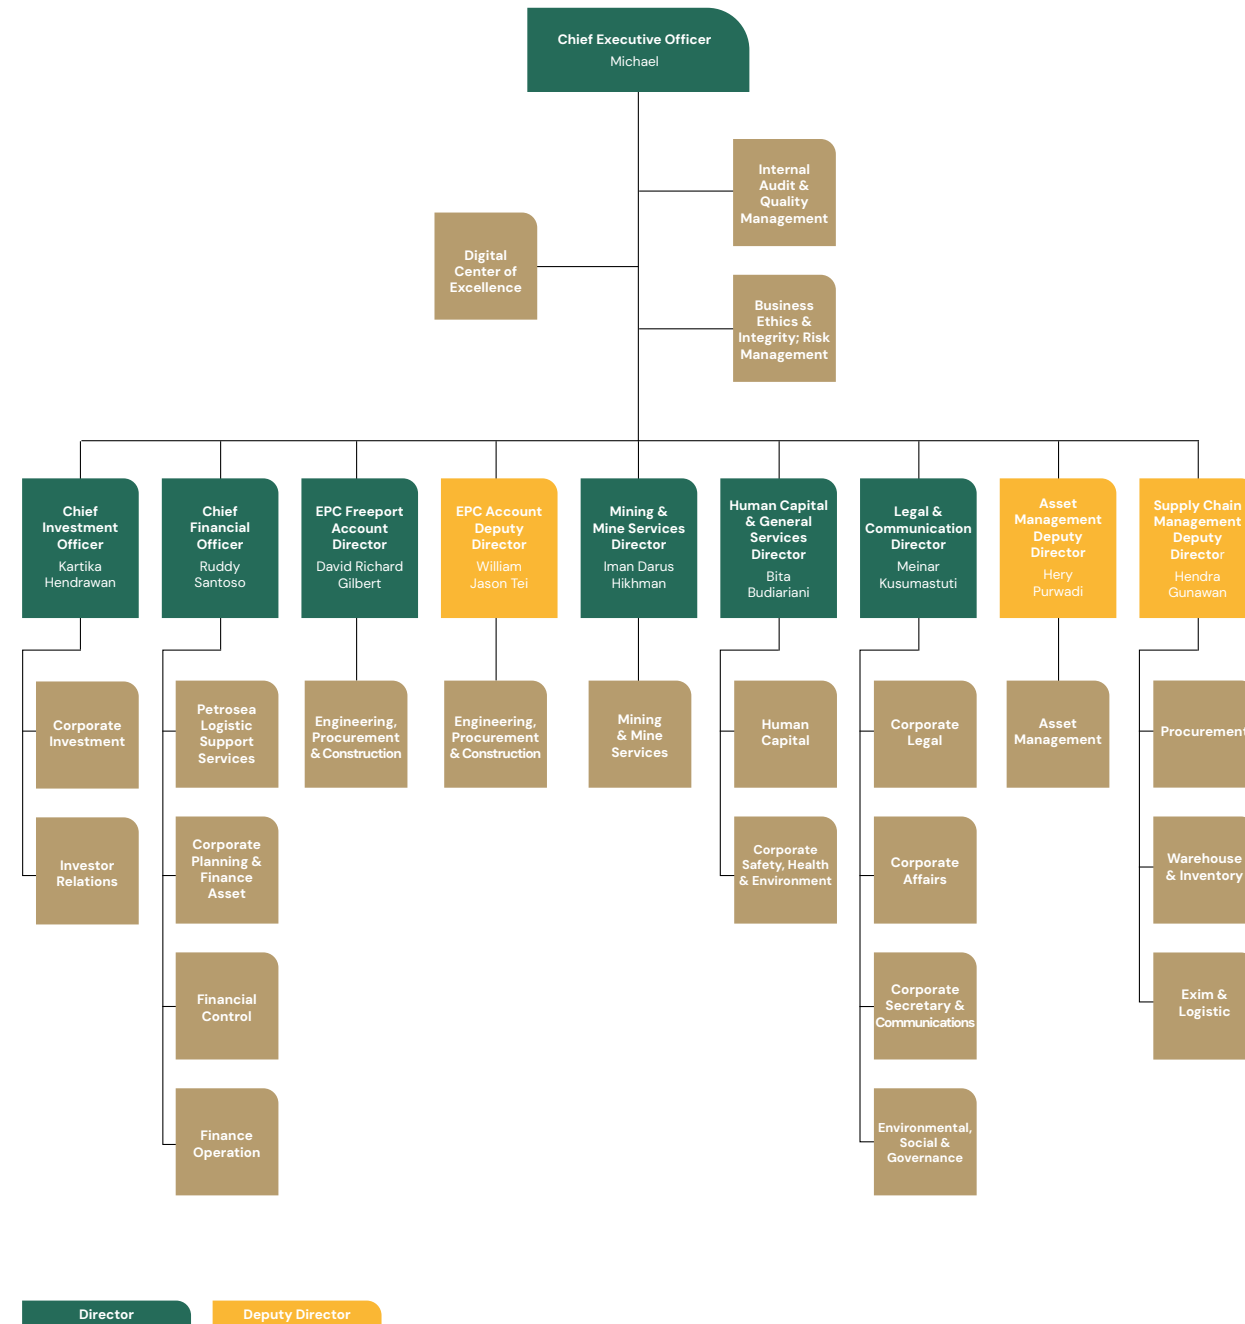 Chief Executive Officer
Michael
Internal
Audit &
Quality
Management
Digital
Center of
Excellence
Business
Ethics &
Integrity; Risk
Management
Chief
Investment
Officer
Kartika
Hendrawan
Chief
Financial
Officer
Ruddy
Santoso
EPC Freeport
Account
Director
David Richard
Gilbert
EPC Account
Deputy
Director
William
Jason Tei
Mining &
Mine Services
Director
Iman Darus
Hikhman
Human Capital
& General
Services
Director
Bita
Budiariani
Legal &
Communication
Director
Meinar
Kusumastuti
Asset
Management
Deputy
Director
Hery
Purwadi
Supply Chain
Management
Deputy
Director
Hendra
Gunawan
Corporate
Investment
Investor
Relations
Petrosea
Logistic
Support
Services
Corporate
Planning &
Finance
Asset
Financial
Control
Finance
Operation
Engineering,
Procurement
& Construction
Engineering,
Procurement
& Construction
Mining
& Mine
Services
Human
Capital
Corporate
Safety, Health
& Environment
Corporate
Legal
Corporate
Affairs
Corporate
Secretary &
Communications
Environmental,
Social &
Governance
Asset
Management
Procurement
Warehouse
& Inventory
Exim &
Logistic
Director
Deputy Director